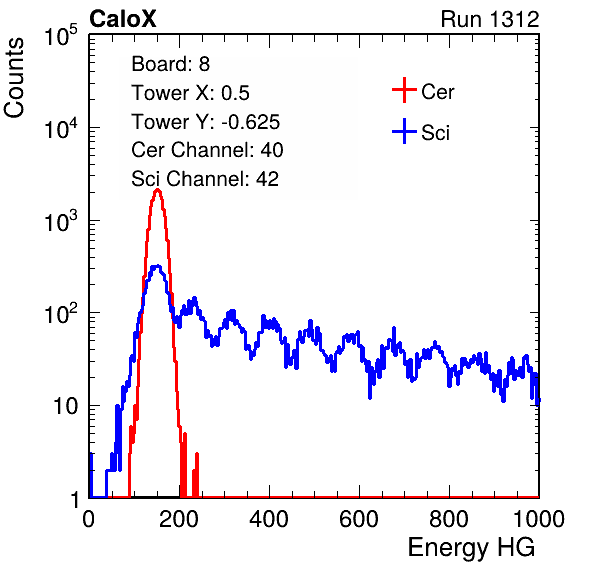 CaloX Run 1312
Board: 8
Tower X: 0.5
Tower Y: -0.625
Cer Channel: 40
Sci Channel: 42
Cer
Sci
Counts
10^5
10^4
10^3
10^2
10
1
0 200 400 600 800 1000
Energy HG